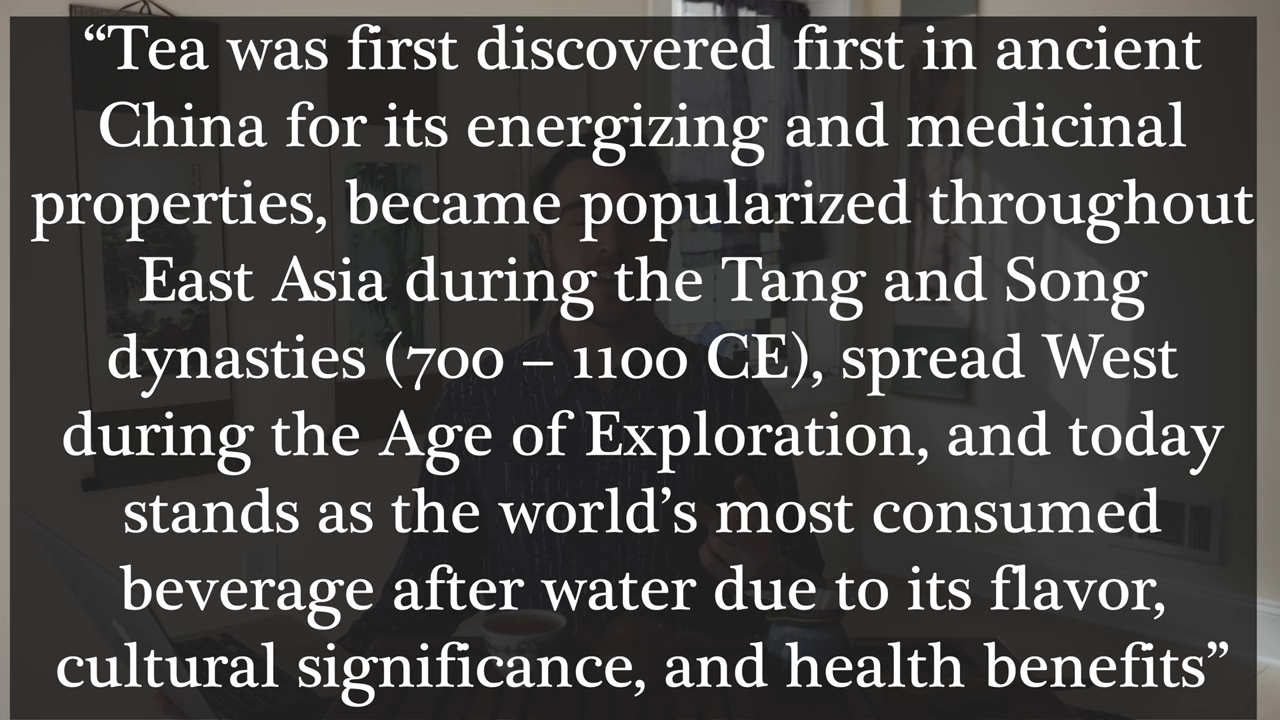 “Tea was first discovered first in ancient
China for its energizing and medicinal
properties, became popularized throughout
East Asia during the Tang and Song
dynasties (700 – 1100 CE), spread West
during the Age of Exploration, and today
stands as the world’s most consumed
beverage after water due to its flavor,
cultural significance, and health benefits”